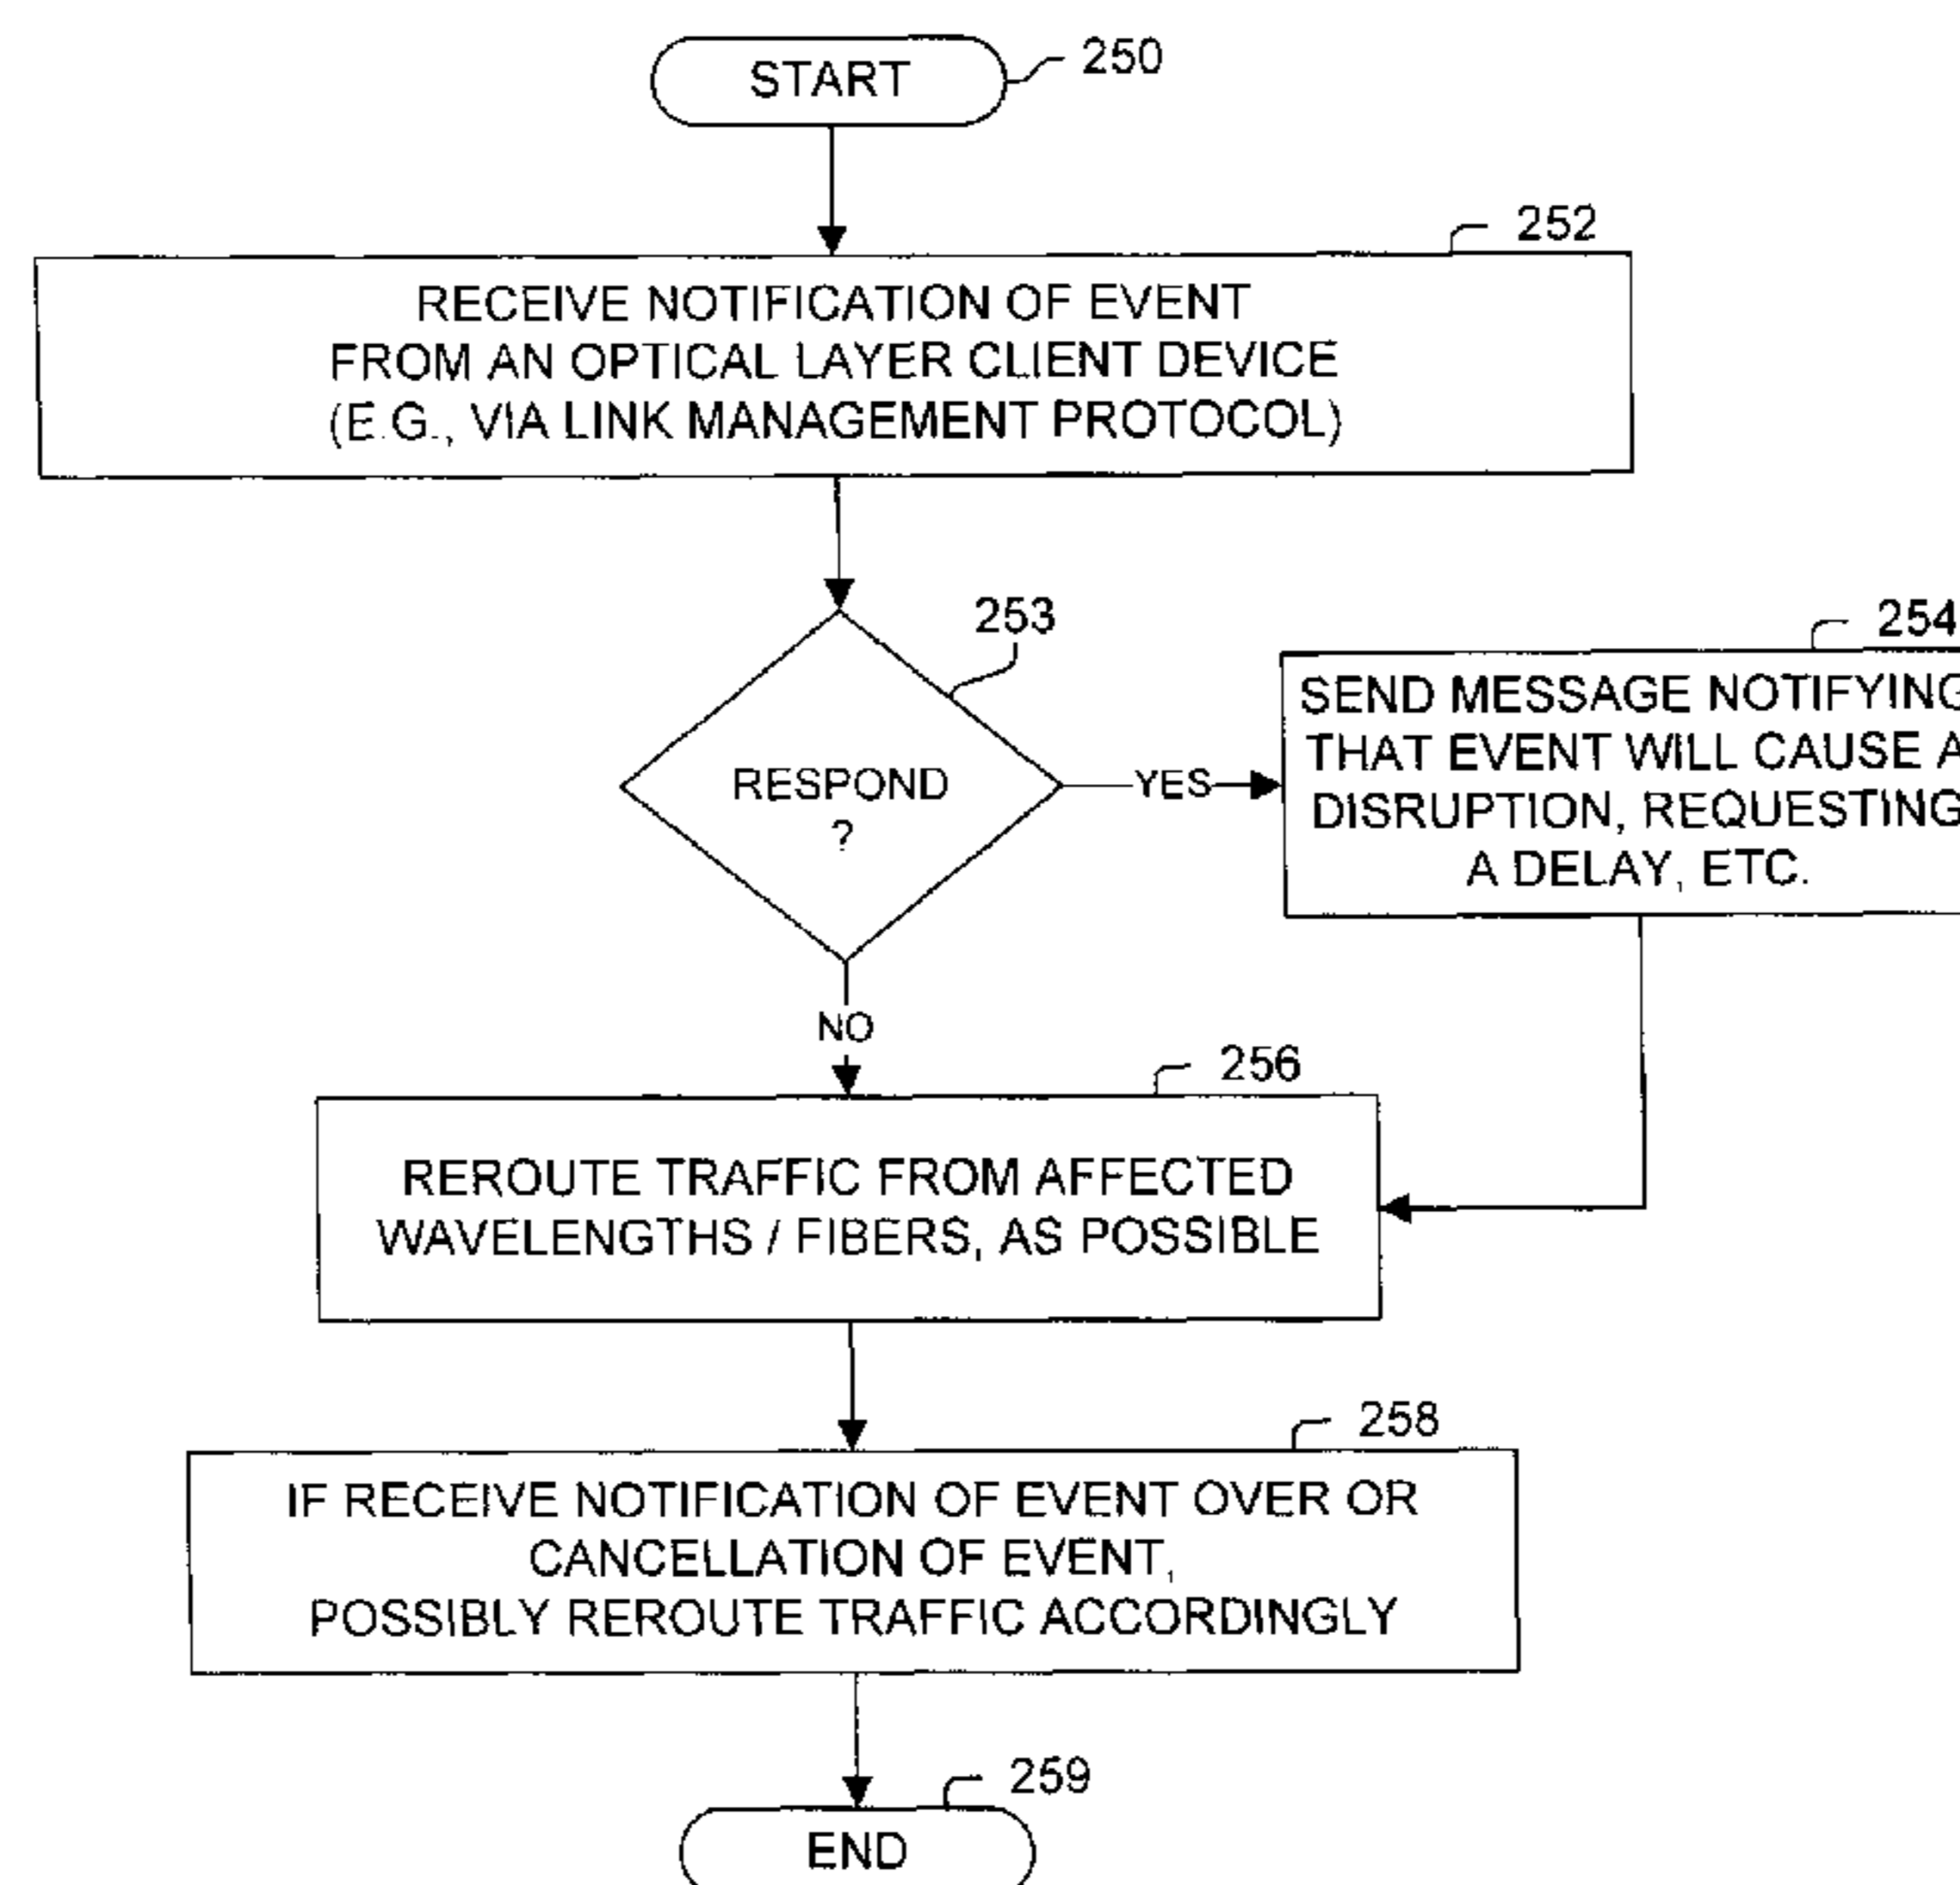 START
250
252
RECEIVE NOTIFICATION OF EVENT
FROM AN OPTICAL LAYER CLIENT DEVICE
(E.G., VIA LINK MANAGEMENT PROTOCOL)
253
RESPOND
?
YES
254
SEND MESSAGE NOTIFYING
THAT EVENT WILL CAUSE A
DISRUPTION, REQUESTING
A DELAY, ETC.
NO
256
REROUTE TRAFFIC FROM AFFECTED
WAVELENGTHS / FIBERS, AS POSSIBLE
258
IF RECEIVE NOTIFICATION OF EVENT OVER OR
CANCELLATION OF EVENT,
POSSIBLY REROUTE TRAFFIC ACCORDINGLY
259
END